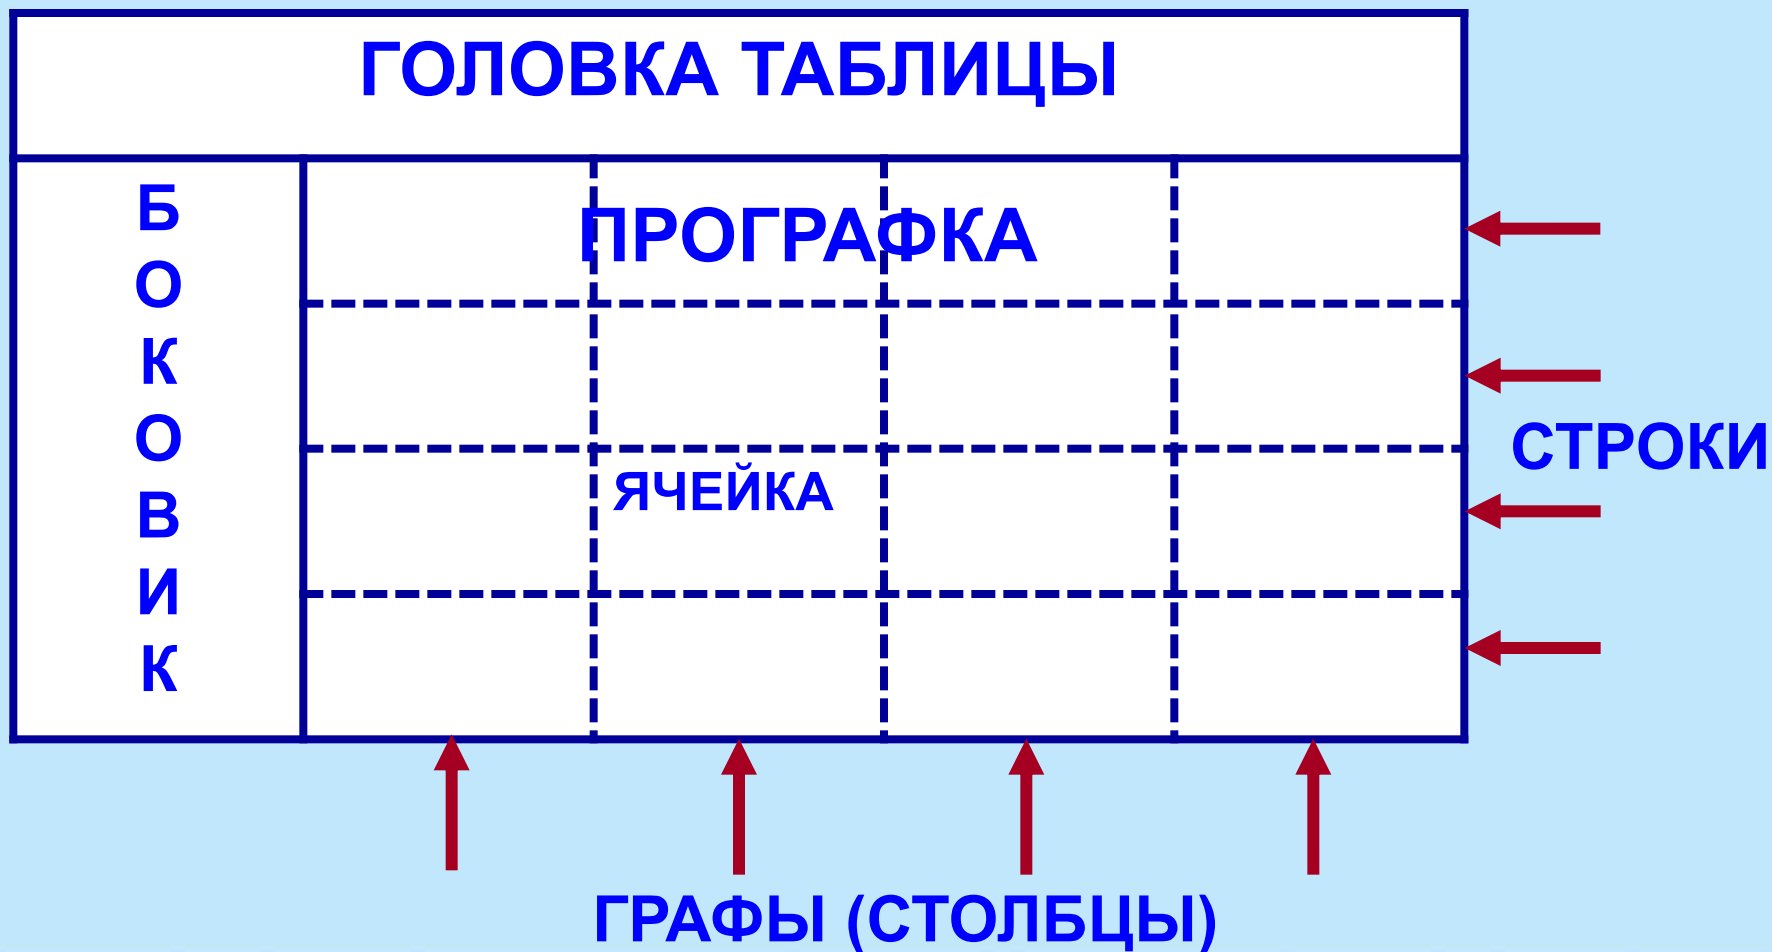 ГОЛОВКА ТАБЛИЦЫ
Б
О
К
О
В
И
К
ПРОГРАФКА
ЯЧЕЙКА
СТРОКИ
ГРАФЫ (СТОЛБЦЫ)